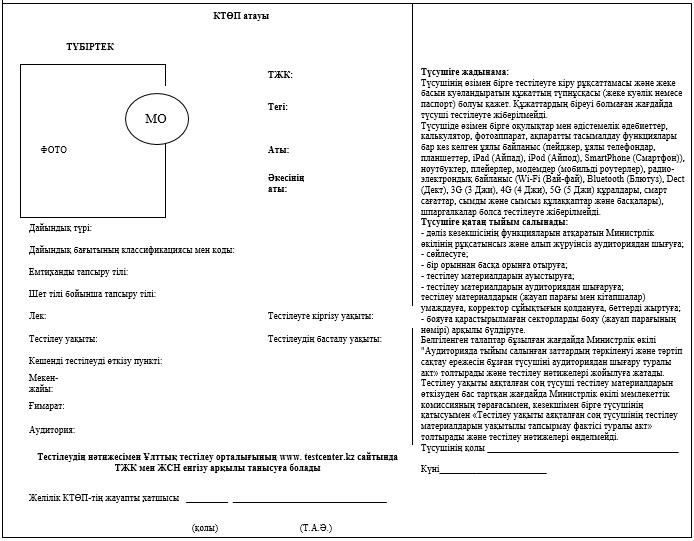 КТӨП атауы
ТҮБІРТЕК
МО
ФОТО
ТЖК:
Тегі:
Аты:
Әкесінің
аты:
Дайындық түрі:
Дайындық бағытының классификациясы мен коды:
Емтиханды тапсыру тілі:
Шет тілі бойынша тапсыру тілі:
Лек: Тестілеуге кіргізу уақыты:
Тестілеу уақыты: Тестілеудің басталу уақыты:
Кешенді тестілеуді өткізу пункті:
Мекен-
жайы:
Ғимарат:
Аудитория:
Тестілеудің нәтижесімен Ұлттық тестілеу орталығының www. testcenter.kz сайтында
ТЖК мен ЖСН енгізу арқылы танысуға болады
Желілік КТӨП-тің жауапты хатшысы ________ ______________________________
(қолы) (Т.А.Ә.)
Түсушіге жадынама:
Түсушінің өзімен бірге тестілеуге кіру рұқсаттамасы және жеке
басын куәландыратын құжаттың түпнұсқасы (жеке куәлік немесе
паспорт) болуы қажет. Құжаттардың біреуі болмаған жағдайда
түсуші тестілеуге жіберілмейді.
Түсушіде өзімен бірге оқулықтар мен әдістемелік әдебиеттер,
калькулятор, фотоаппарат, ақпаратты тасымалдау функциялары
бар кез келген ұялы байланыс (пейджер, ұялы телефондар,
планшеттер, iPad (Айпад), iPod (Айпод), SmartPhone (Смартфон)),
ноутбуктер, плейерлер, модемдер (мобильді роутерлер), радио-
электрондық байланыс (Wi-Fi (Вай-фай), Bluetooth (Блютуз), Dect
(Дект), 3G (3 Джи), 4G (4 Джи), 5G (5 Джи) құралдары, смарт
сағаттар, сымды және сымсыз құлаққаптар және басқалары),
шпаргалкалар болса тестілеуге жіберілмейді.
Түсушіге қатаң тыйым салынады:
- дәліз кезекшісінің функцияларын атқаратын Министрлік
өкілінің рұқсатынсыз және алып жүруінсіз аудиториядан шығуға;
- сөйлесуге;
- бір орыннан басқа орынға отыруға;
- тестілеу материалдарын ауыстыруға;
- тестілеу материалдарын аудиториядан шығаруға;
тестілеу материалдарын (жауап парағы мен кітапшалар)
умаждауға, корректор сұйықтығын қолдануға, беттерді жыртуға;
- бояуға қарастырылмаған секторларды бояу (жауап парағының
нөмірі) арқылы бүлдіруге.
Белгіленген талаптар бұзылған жағдайда Министрлік өкілі
"Аудиторияда тыйым салынған заттардың тәркіленуі және тәртіп
сақтау ережесін бұзған түсушіні аудиториядан шығару туралы
акт» толтырады және тестілеу нәтижелері жойылуға жатады.
Тестілеу уақыты аяқталған соң түсуші тестілеу материалдарын
өткізуден бас тартқан жағдайда Министрлік өкілі мемлекеттік
комиссияның төрағасымен, кезекшімен бірге түсушінің
қатысуымен «Тестілеу уақыты аяқталған соң түсушінің тестілеу
материалдарын уақытылы тапсырмау фактісі туралы акт»
толтырады және тестілеу нәтижелері өңделмейді.
Түсушінің қолы ____________________________________
Күні____________________